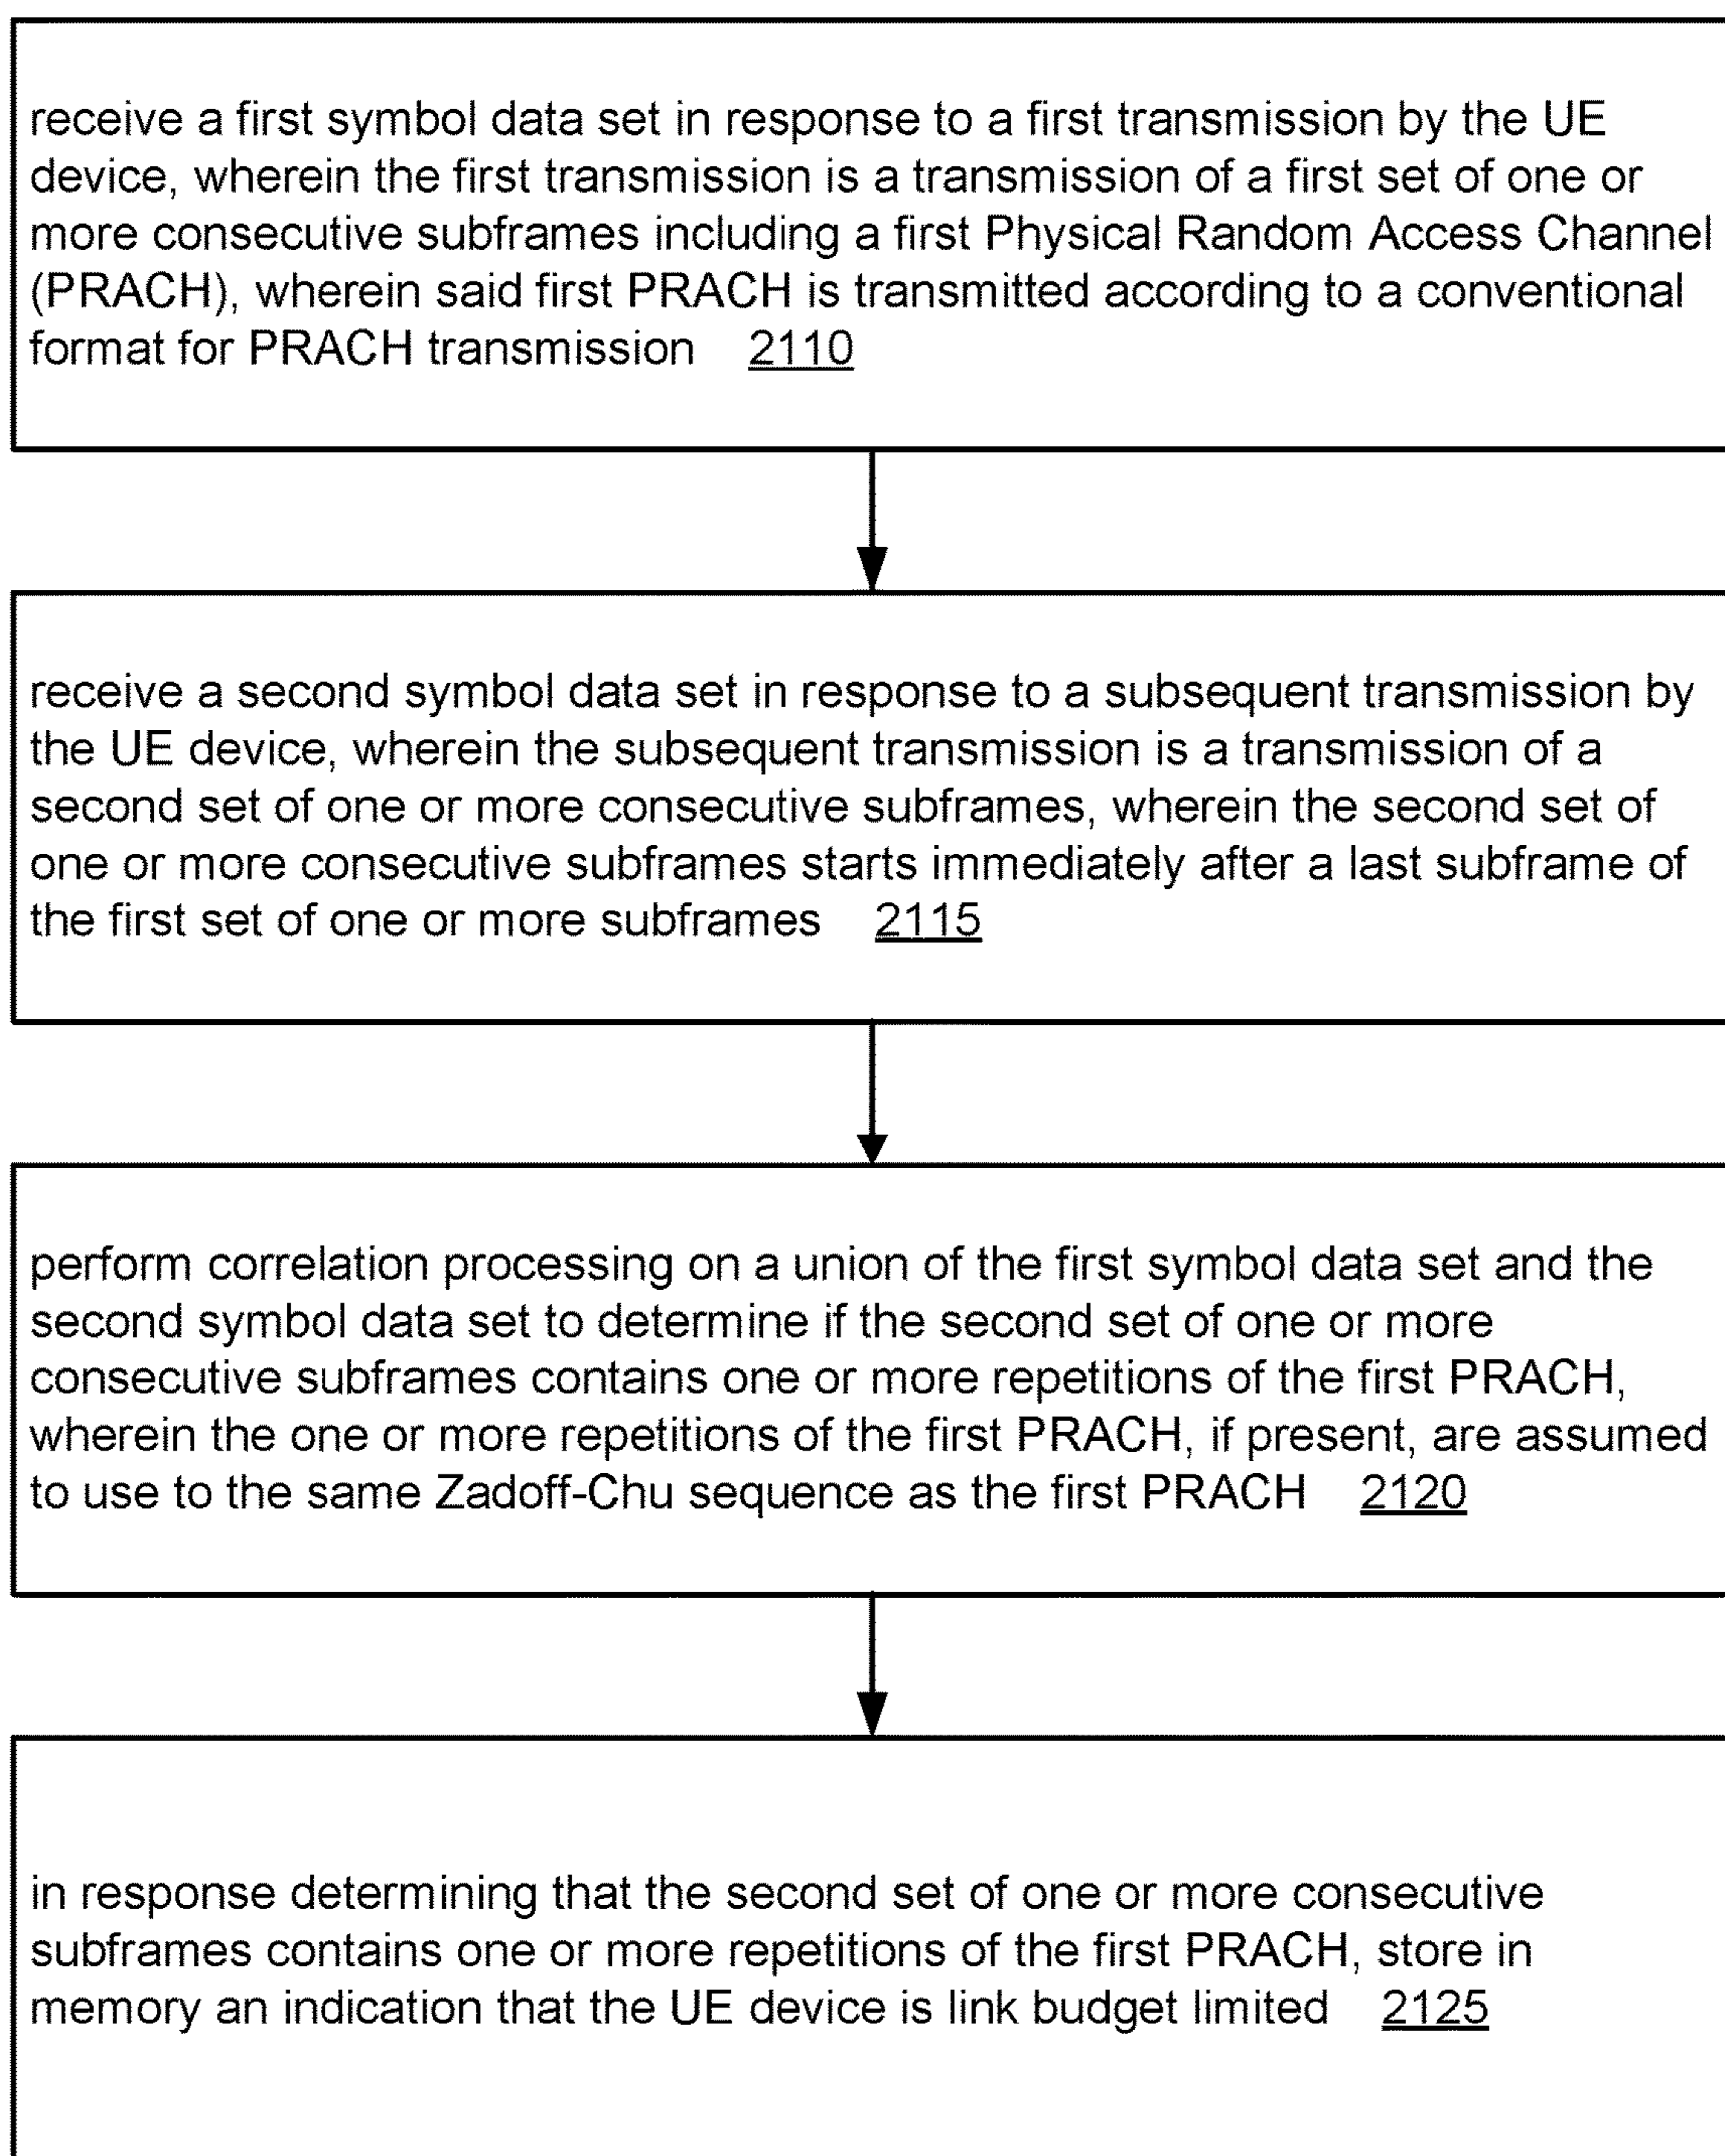 receive a first symbol data set in response to a first transmission by the UE
device, wherein the first transmission is a transmission of a first set of one or
more consecutive subframes including a first Physical Random Access Channel
(PRACH), wherein said first PRACH is transmitted according to a conventional
format for PRACH transmission 2110
receive a second symbol data set in response to a subsequent transmission by
the UE device, wherein the subsequent transmission is a transmission of a
second set of one or more consecutive subframes, wherein the second set of
one or more consecutive subframes starts immediately after a last subframe of
the first set of one or more subframes 2115
perform correlation processing on a union of the first symbol data set and the
second symbol data set to determine if the second set of one or more
consecutive subframes contains one or more repetitions of the first PRACH,
wherein the one or more repetitions of the first PRACH, if present, are assumed
to use to the same Zadoff-Chu sequence as the first PRACH 2120
in response determining that the second set of one or more consecutive
subframes contains one or more repetitions of the first PRACH, store in
memory an indication that the UE device is link budget limited 2125